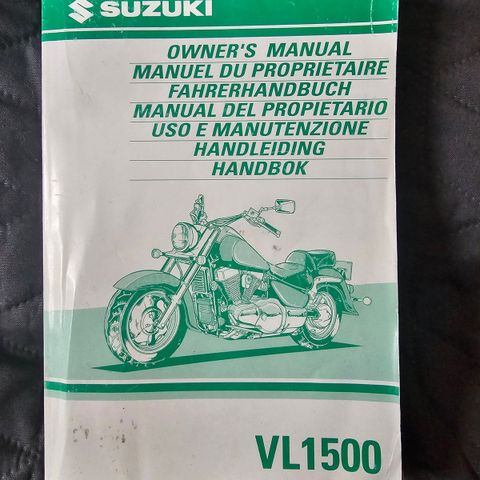 SUZUKI
OWNER'S MANUAL
MANUEL DU PROPRIETAIRE
FAHRERHANDBUCH
MANUAL DEL PROPIETARIO
USO E MANUTENZIONE
HANDLEIDING
HANDBOK
VL1500